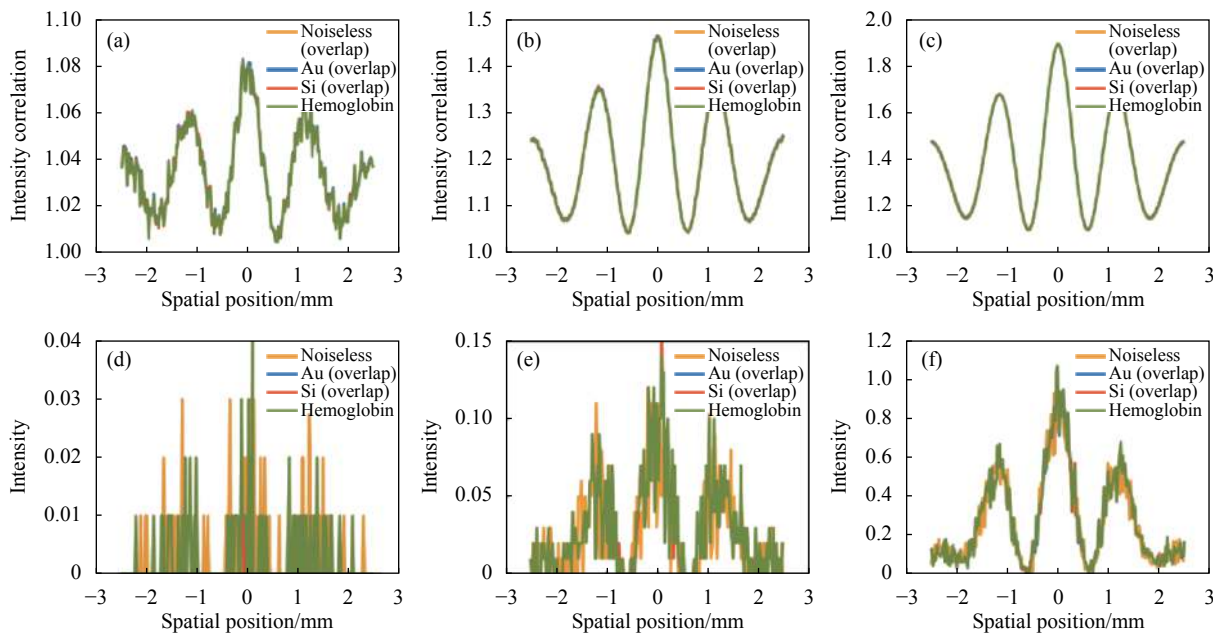 (a)
Noiseless
(overlap)
Au (overlap)
Si (overlap)
Hemoglobin
Intensity correlation
1.10
1.08
1.06
1.04
1.02
1.00
−3 −2 −1 0 1 2 3
Spatial position/mm
(b)
Noiseless
(overlap)
Au (overlap)
Si (overlap)
Hemoglobin
Intensity correlation
1.5
1.4
1.3
1.2
1.1
1.0
−3 −2 −1 0 1 2 3
Spatial position/mm
(c)
Noiseless
(overlap)
Au (overlap)
Si (overlap)
Hemoglobin
Intensity correlation
2.0
1.8
1.6
1.4
1.2
1.0
−3 −2 −1 0 1 2 3
Spatial position/mm
(d)
Noiseless
Au (overlap)
Si (overlap)
Hemoglobin
Intensity
0.04
0.03
0.02
0.01
0
−3 −2 −1 0 1 2 3
Spatial position/mm
(e)
Noiseless
Au (overlap)
Si (overlap)
Hemoglobin
Intensity
0.15
0.10
0.05
0
−3 −2 −1 0 1 2 3
Spatial position/mm
(f)
Noiseless
Au (overlap)
Si (overlap)
Hemoglobin
Intensity
1.2
1.0
0.8
0.6
0.4
0.2
0
−3 −2 −1 0 1 2 3
Spatial position/mm